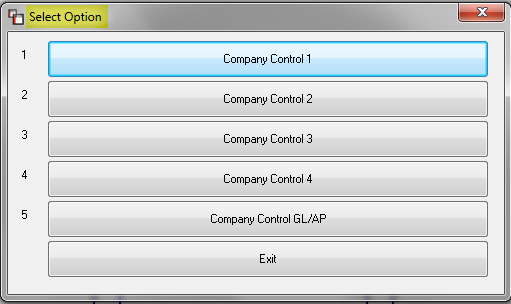 Select Option
1 Company Control 1
2 Company Control 2
3 Company Control 3
4 Company Control 4
5 Company Control GL/AP
Exit